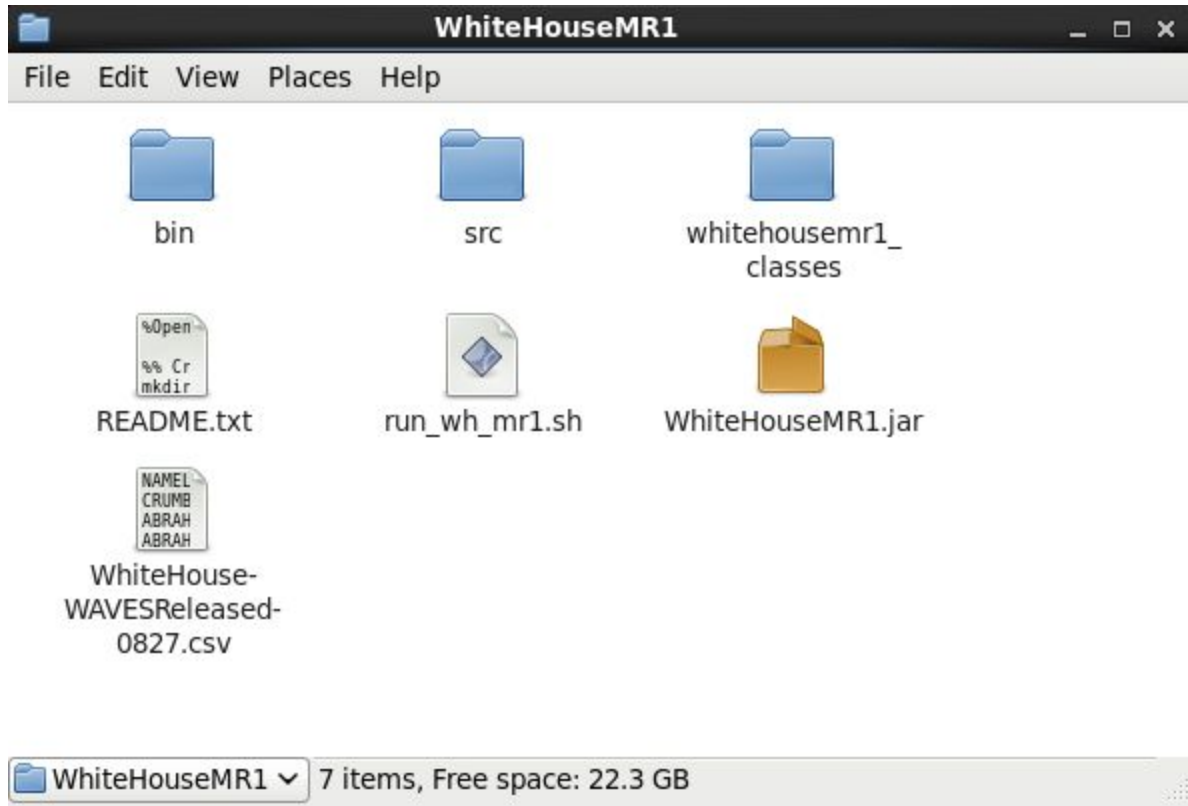 WhiteHouseMR1
File Edit View Places Help
bin
src
whitehousemr1_
classes
%Open
%% Cr
mkdir
README.txt
run_wh_mr1.sh
WhiteHouseMR1.jar
NAMEL
CRUMB
ABRAH
ABRAH
WhiteHouse-
WAVESReleased-
0827.csv
WhiteHouseMR1 7 items, Free space: 22.3 GB